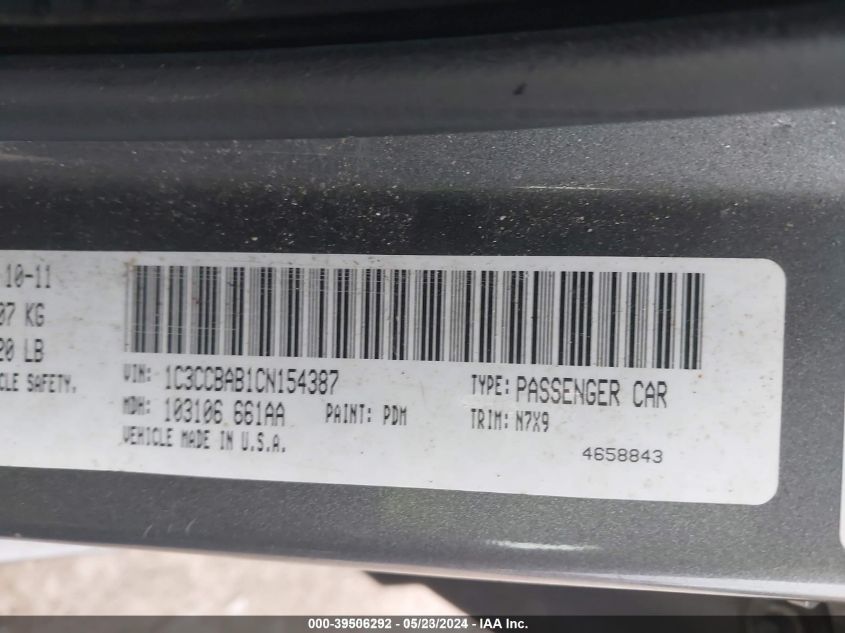 10-11
07 KG
20 LB
CLE SAFETY.
VIN: 1C3CCBAB1CN154387
TYPE: PASSENGER CAR
MDH: 103106 661AA PAINT: PDM
TRIM: N7X9
VEHICLE MADE IN U.S.A.
4658843
000-39506292 - 05/23/2024 - IAA Inc.